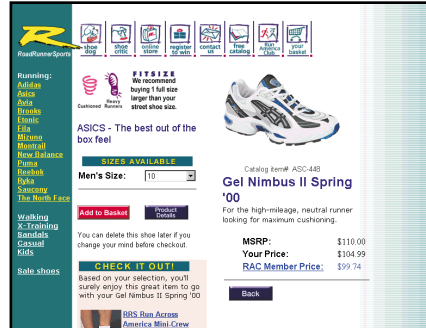 RoadRunnerSports
shoe dog
shoe critic
online store
register to win
contact us
free catalog
Run America Club
your basket
Running:
Adidas
Asics
Avia
Brooks
Etonic
Fila
Mizuno
Montrail
New Balance
Puma
Reebok
Ryka
Saucony
The North Face
Walking
X-Training
Sandals
Casual
Kids
Sale shoes
Cushioned
Heavy Runners
FITSIZE
We recommend
buying 1 full size
larger than your
street shoe size.
ASICS - The best out of the
box feel
SIZES AVAILABLE
Men's Size: 10
Add to Basket
Product Details
You can delete this shoe later if you
change your mind before checkout.
CHECK IT OUT!
Based on your selection, you'll
surely enjoy this great item to go
with your Gel Nimbus II Spring '00
RRS Run Across
America Mini-Crew
Catalog item# ASC-448
Gel Nimbus II Spring
'00
For the high-mileage, neutral runner
looking for maximum cushioning.
MSRP: $110.00
Your Price: $104.99
RAC Member Price: $99.74
Back